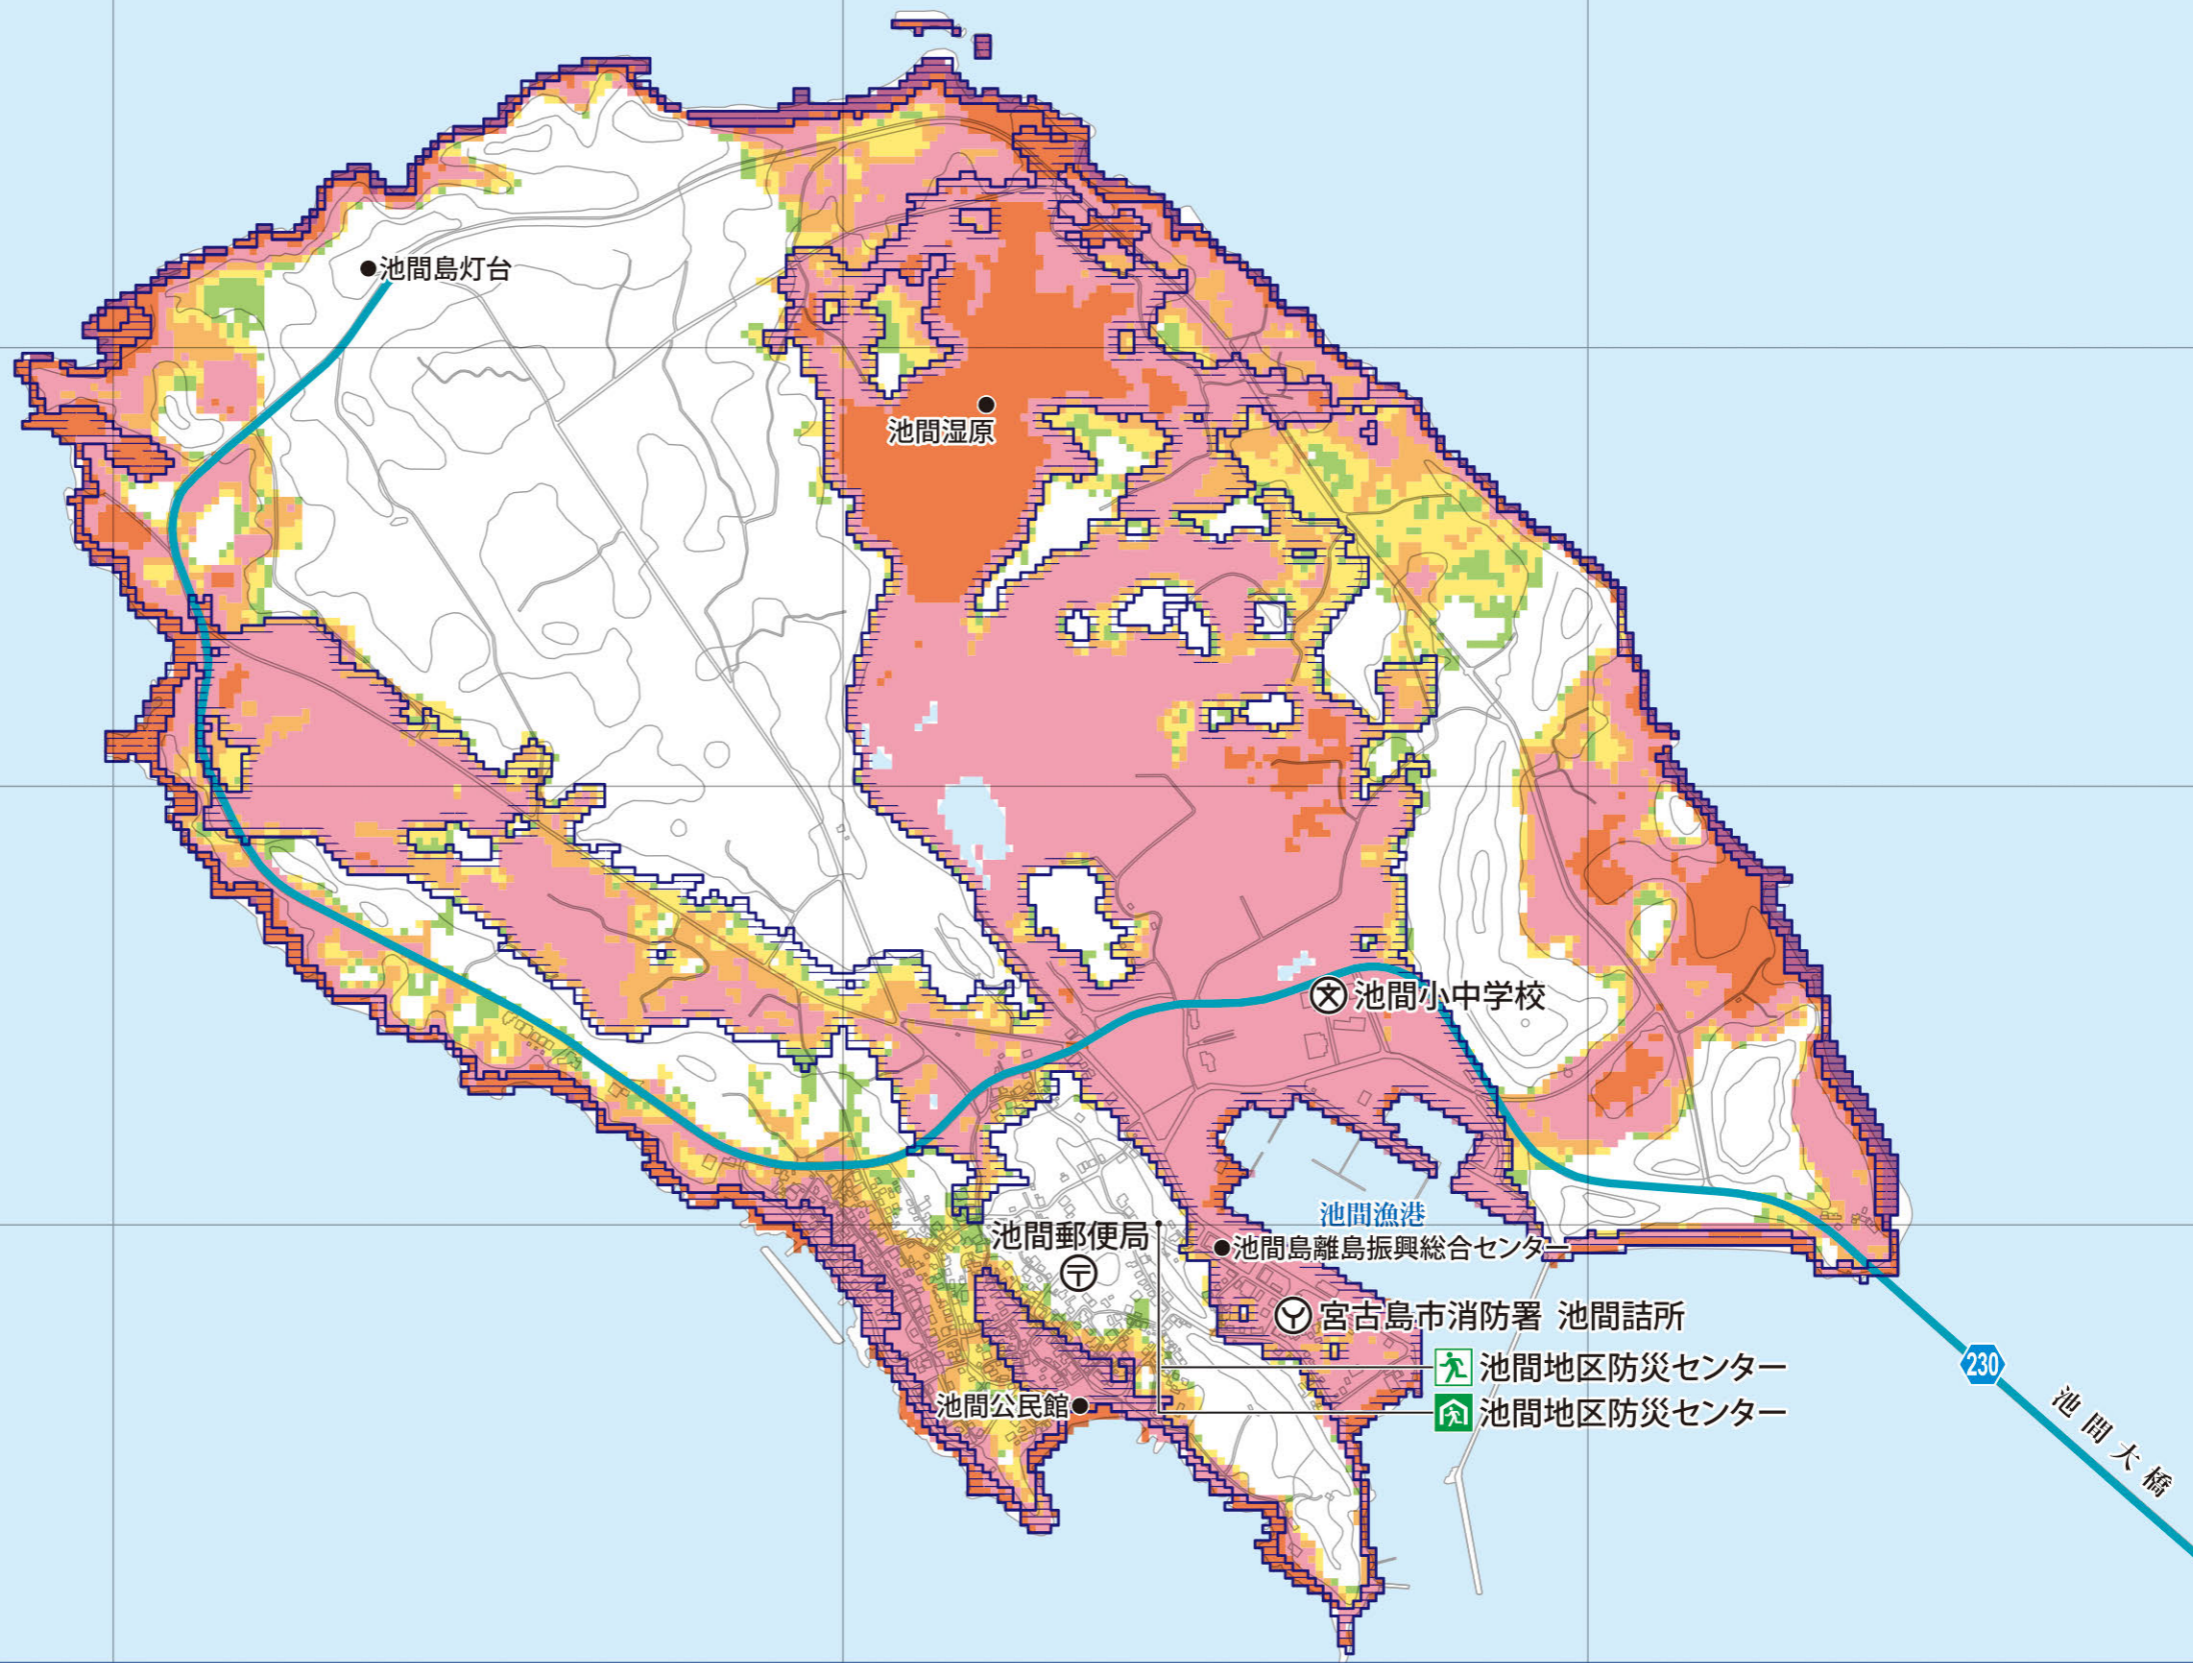 池間島灯台
池間湿原
池間小中学校
池間漁港
池間郵便局
池間島離島振興総合センター
宮古島市消防署 池間詰所
池間地区防災センター
230
池間公民館
池間地区防災センター
池間大橋